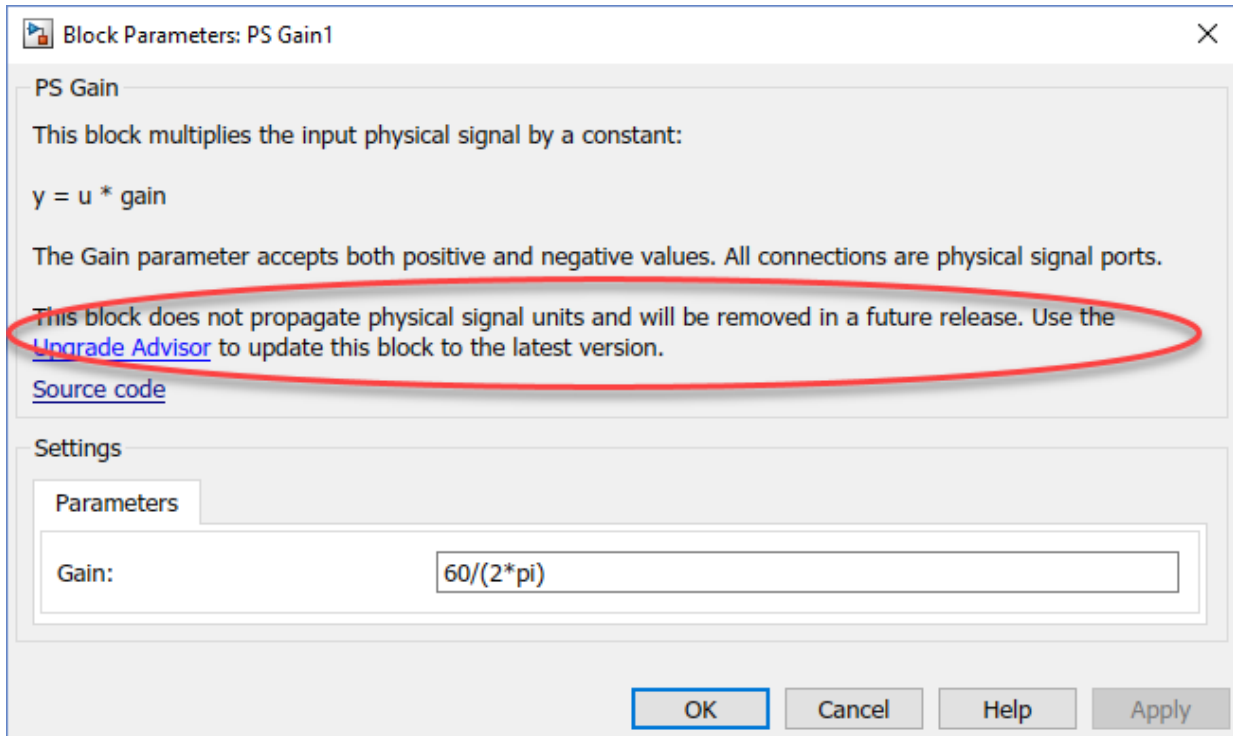 Block Parameters: PS Gain1
PS Gain
This block multiplies the input physical signal by a constant:
y = u * gain
The Gain parameter accepts both positive and negative values. All connections are physical signal ports.
This block does not propagate physical signal units and will be removed in a future release. Use the
Upgrade Advisor to update this block to the latest version.
Source code
Settings
Parameters
Gain: 60/(2*pi)
OK Cancel Help Apply